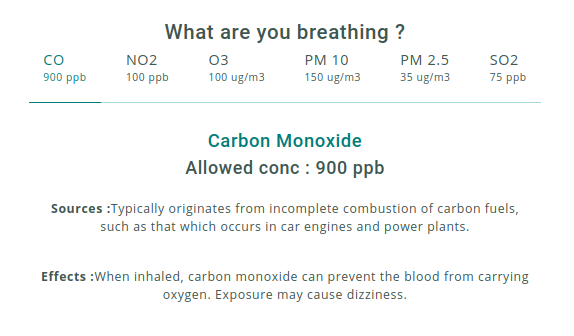 What are you breathing ?
CO NO2 O3 PM 10 PM 2.5 SO2
900 ppb 100 ppb 100 ug/m3 150 ug/m3 35 ug/m3 75 ppb
Carbon Monoxide
Allowed conc : 900 ppb
Sources :Typically originates from incomplete combustion of carbon fuels,
such as that which occurs in car engines and power plants.
Effects :When inhaled, carbon monoxide can prevent the blood from carrying
oxygen. Exposure may cause dizziness.